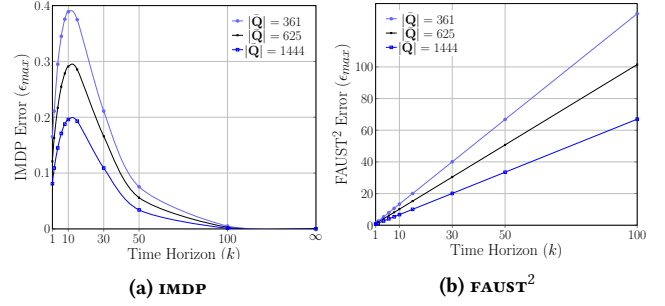 0.4
0.3
0.2
0.1
0
IMDP Error (ϵmax)
|Q̄| = 361
|Q̄| = 625
|Q̄| = 1444
1 10 30 50 100 ∞
Time Horizon (k)
(a) IMDP
100
80
60
40
20
0
FAUST² Error (ϵmax)
|Q̄| = 361
|Q̄| = 625
|Q̄| = 1444
1 10 30 50 100
Time Horizon (k)
(b) FAUST²